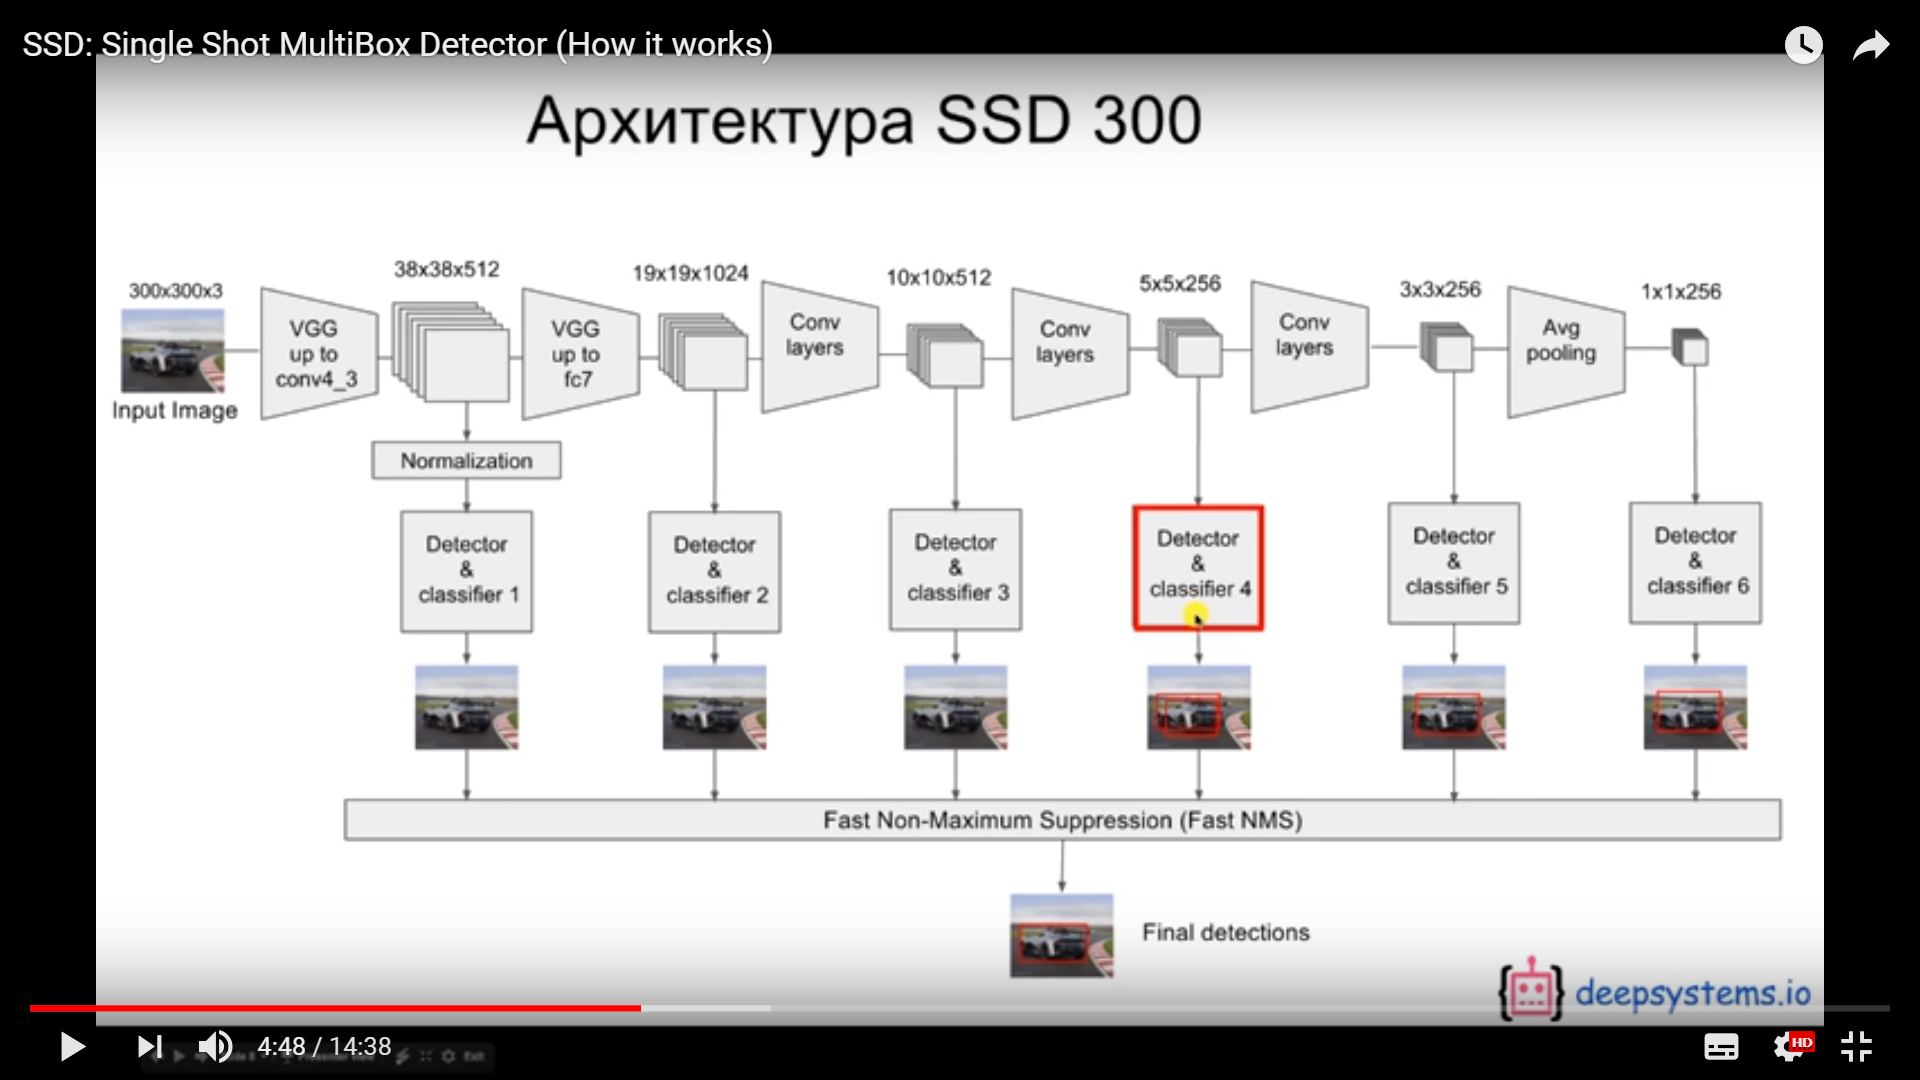 SSD: Single Shot MultiBox Detector (How it works)
Архитектура SSD 300
300x300x3
38x38x512
19x19x1024
10x10x512
5x5x256
3x3x256
1x1x256
Input Image
VGG
up to
conv4_3
VGG
up to
fc7
Conv
layers
Conv
layers
Conv
layers
Avg
pooling
Normalization
Detector
&
classifier 1
Detector
&
classifier 2
Detector
&
classifier 3
Detector
&
classifier 4
Detector
&
classifier 5
Detector
&
classifier 6
Fast Non-Maximum Suppression (Fast NMS)
Final detections
deepsystems.io
4:48 / 14:38
HD
Exit